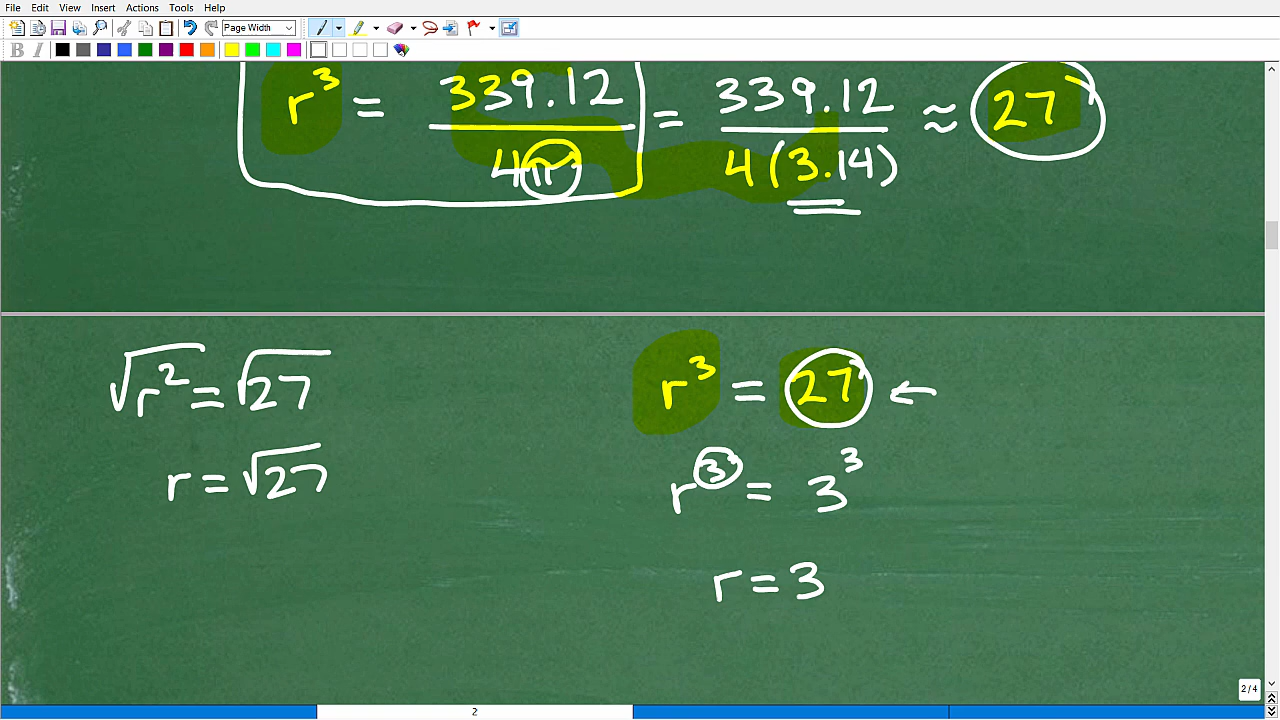 File Edit View Insert Actions Tools Help
Page Width
B I
r³ = 339.12 / 4π = 339.12 / 4(3.14) ≈ 27
√r² = √27
r = √27
r³ = 27 ←
r³ = 3³
r = 3
2 / 4
2